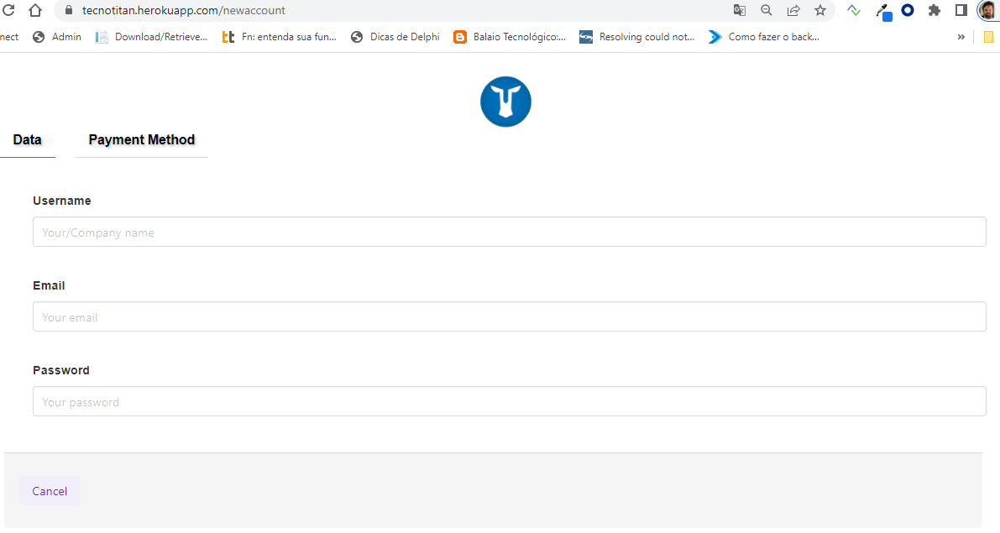 tecnotitan.herokuapp.com/newaccount
nect Admin Download/Retrieve... Fn: entenda sua fun... Dicas de Delphi Balaio Tecnológico:... Resolving could not... Como fazer o back... »
Data Payment Method
Username
Your/Company name
Email
Your email
Password
Your password
Cancel